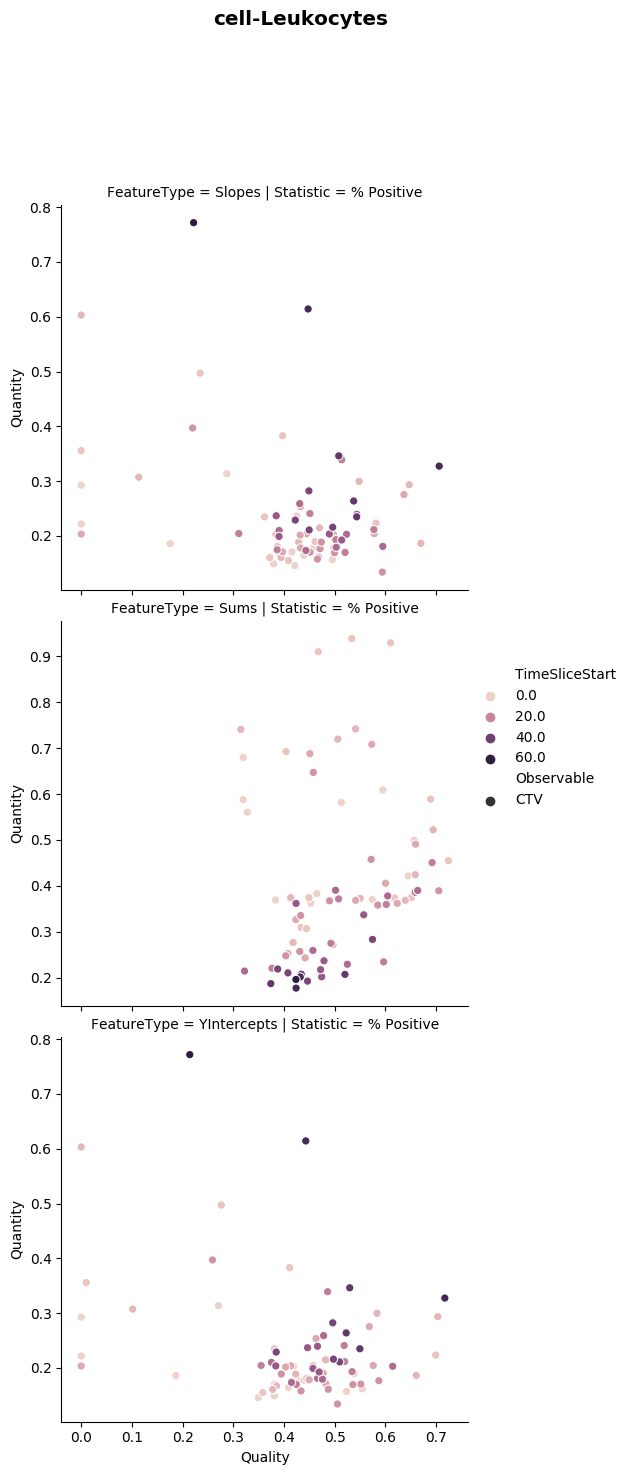 cell-Leukocytes
FeatureType = Slopes | Statistic = % Positive
0.8
0.7
0.6
0.5
0.4
0.3
0.2
Quantity
FeatureType = Sums | Statistic = % Positive
0.9
0.8
0.7
0.6
0.5
0.4
0.3
0.2
Quantity
TimeSliceStart
0.0
20.0
40.0
60.0
Observable
CTV
FeatureType = YIntercepts | Statistic = % Positive
0.8
0.7
0.6
0.5
0.4
0.3
0.2
Quantity
0.0 0.1 0.2 0.3 0.4 0.5 0.6 0.7
Quality